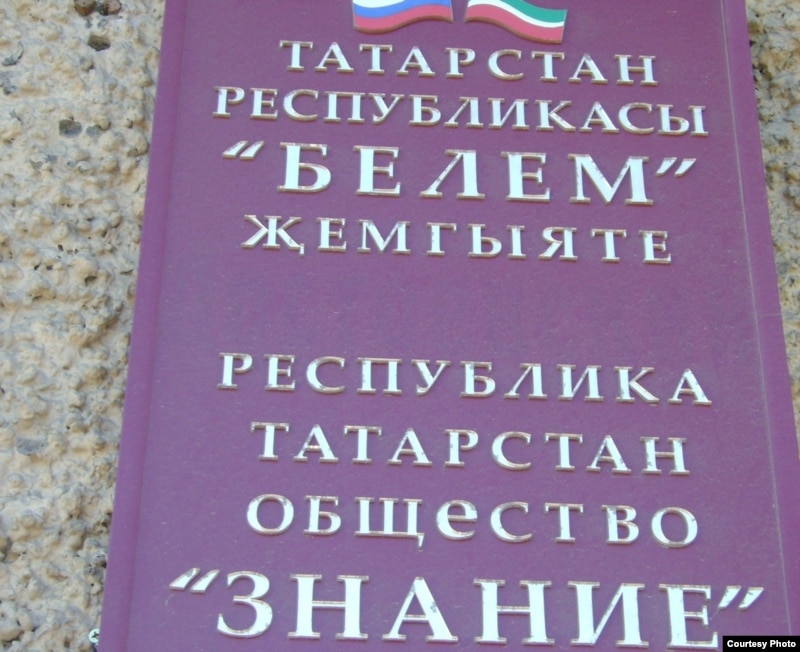 ТАТАРСТАН
РЕСПУБЛИКАСЫ
“БЕЛЕМ”
ҖЕМГЫЯТЕ
РЕСПУБЛИКА
ТАТАРСТАН
ОБЩеСТВО
“ЗНАНИЕ”
Courtesy Photo